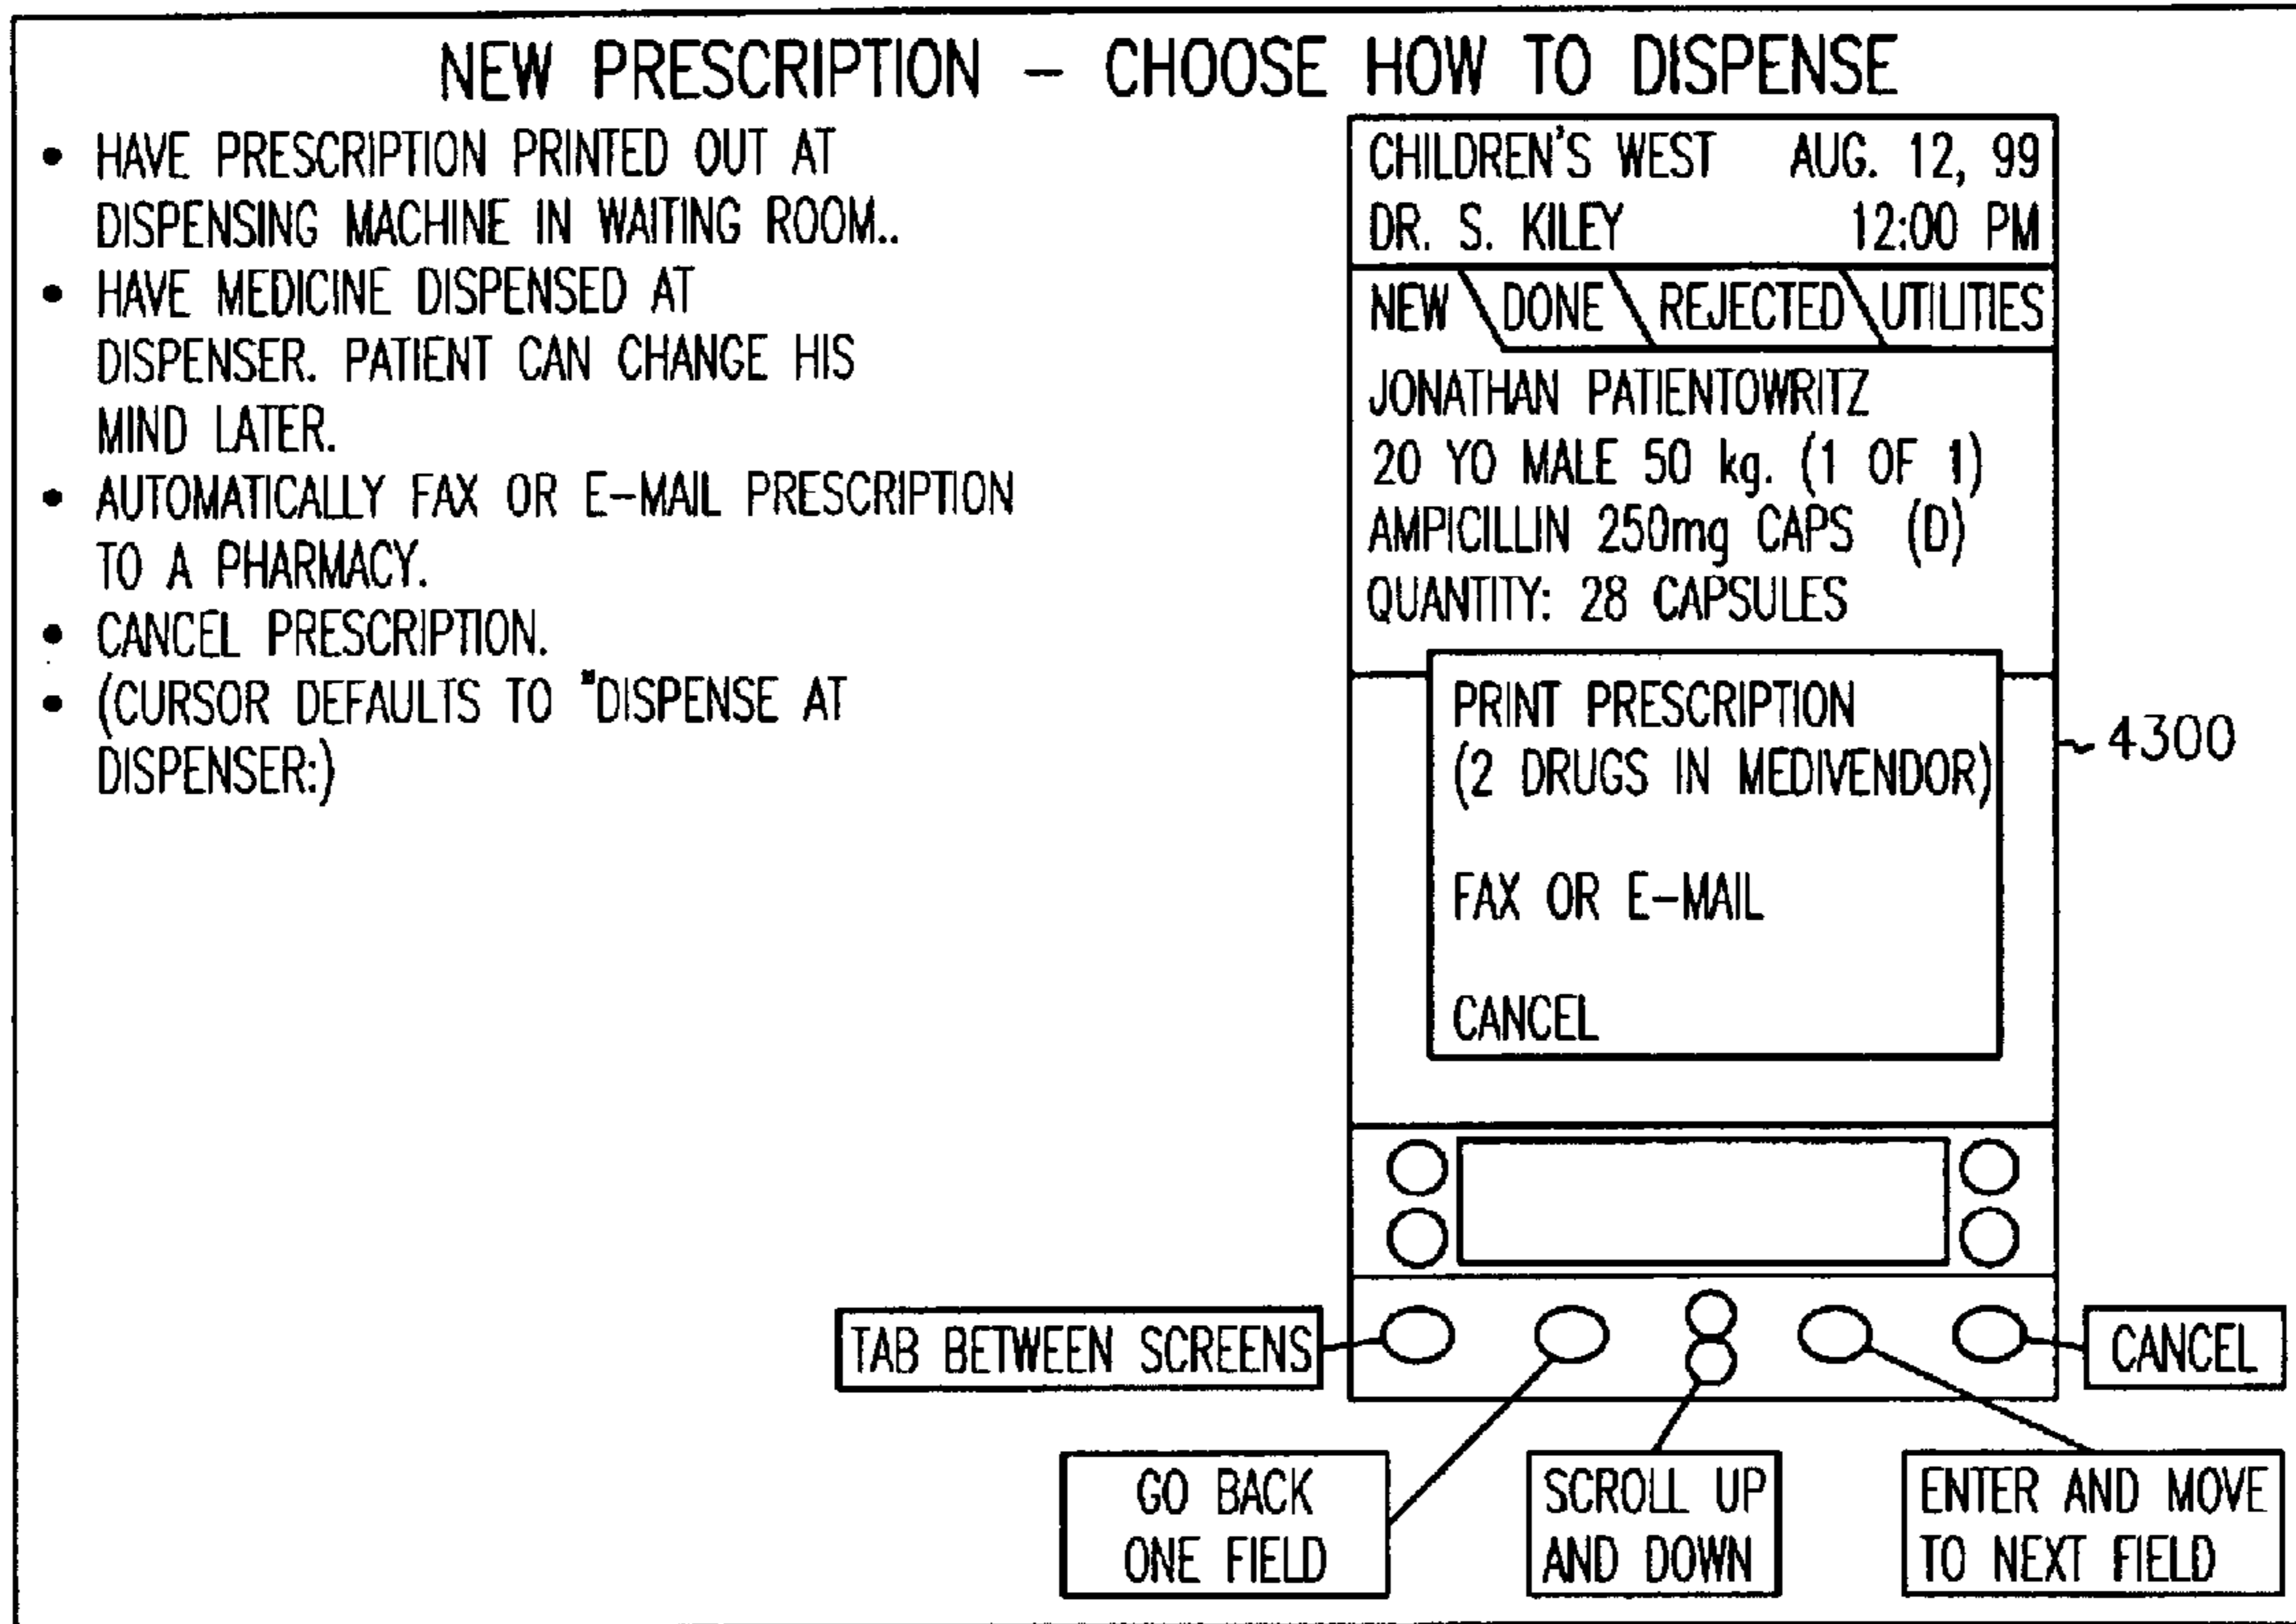 NEW PRESCRIPTION – CHOOSE HOW TO DISPENSE
• HAVE PRESCRIPTION PRINTED OUT AT
DISPENSING MACHINE IN WAITING ROOM..
• HAVE MEDICINE DISPENSED AT
DISPENSER. PATIENT CAN CHANGE HIS
MIND LATER.
• AUTOMATICALLY FAX OR E-MAIL PRESCRIPTION
TO A PHARMACY.
• CANCEL PRESCRIPTION.
• (CURSOR DEFAULTS TO "DISPENSE AT
DISPENSER:)
CHILDREN'S WEST AUG. 12, 99
DR. S. KILEY 12:00 PM
NEW DONE REJECTED UTILITIES
JONATHAN PATIENTOWRITZ
20 YO MALE 50 kg. (1 OF 1)
AMPICILLIN 250mg CAPS (D)
QUANTITY: 28 CAPSULES
PRINT PRESCRIPTION
(2 DRUGS IN MEDIVENDOR)
FAX OR E-MAIL
CANCEL
4300
TAB BETWEEN SCREENS
CANCEL
GO BACK
ONE FIELD
SCROLL UP
AND DOWN
ENTER AND MOVE
TO NEXT FIELD